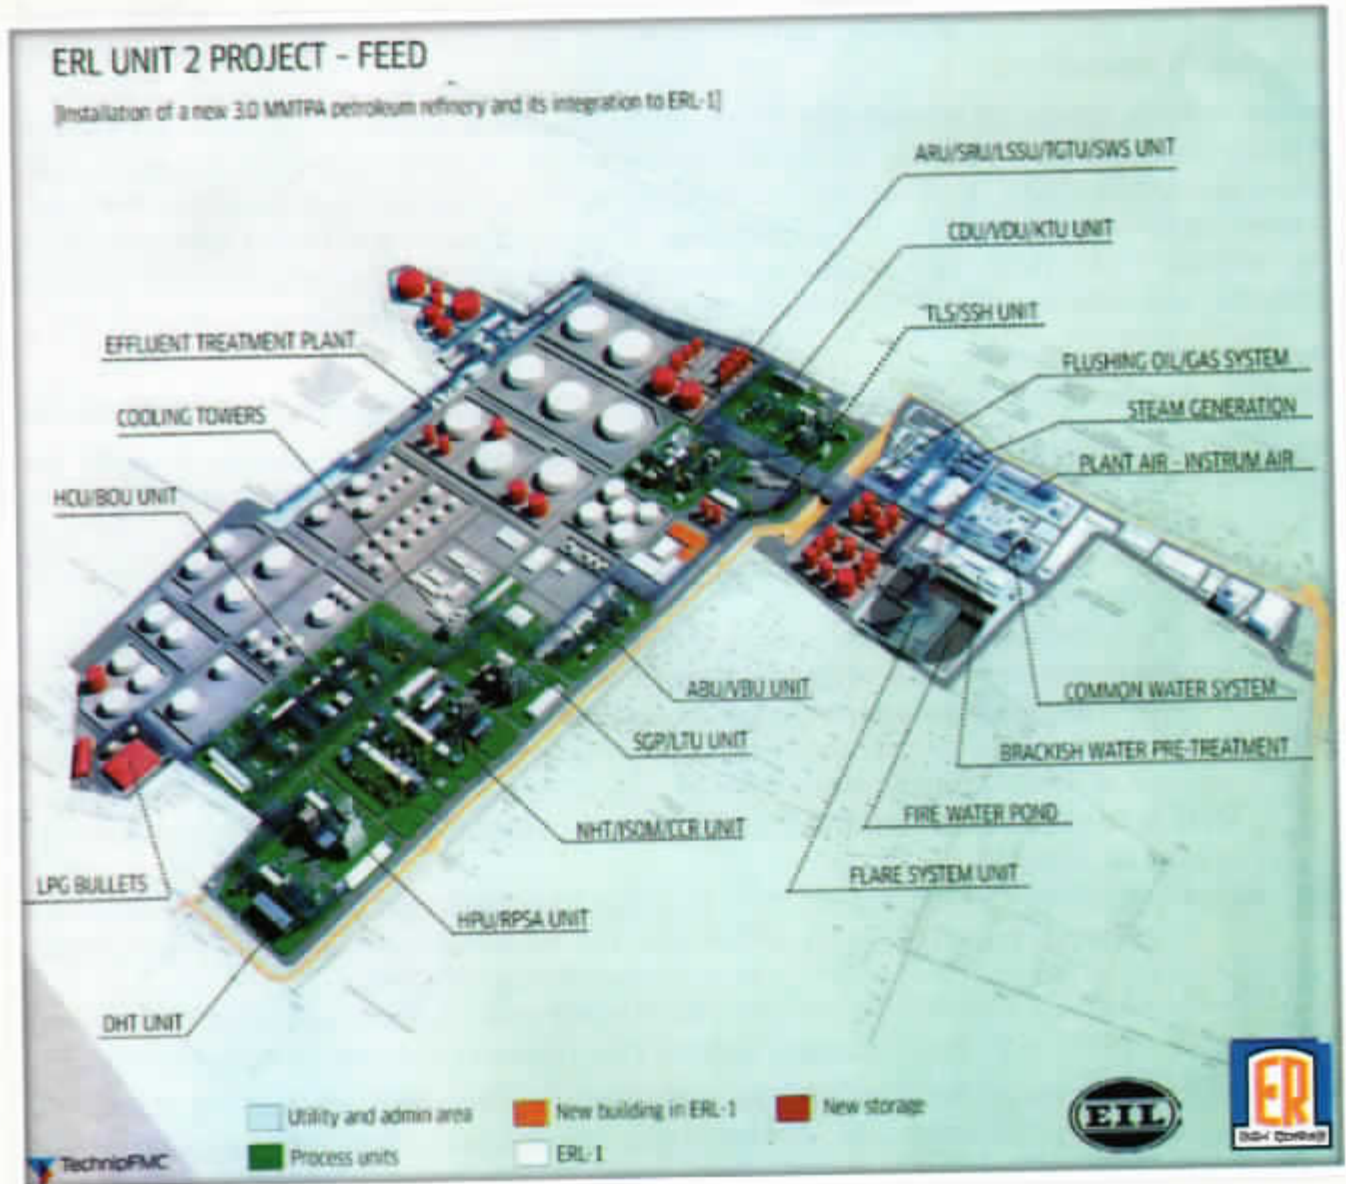 ERL UNIT 2 PROJECT - FEED
[Installation of a new 3.0 MMTPA petroleum refinery and its integration to ERL-1]
ARU/SRU/LSSU/TGTU/SWS UNIT
CDU/VDU/KTU UNIT
TLS/SSH UNIT
EFFLUENT TREATMENT PLANT
FLUSHING OIL/GAS SYSTEM
COOLING TOWERS
STEAM GENERATION
PLANT AIR - INSTRUM AIR
HCU/BOU UNIT
ABU/VBU UNIT
COMMON WATER SYSTEM
SGP/LTU UNIT
BRACKISH WATER PRE-TREATMENT
NHT/ISOM/CCR UNIT
FIRE WATER POND
LPG BULLETS
FLARE SYSTEM UNIT
HPU/RPSA UNIT
DHT UNIT
Utility and admin area
New building in ERL-1
New storage
Process units
ERL-1
TechnipFMC
EIL
ER